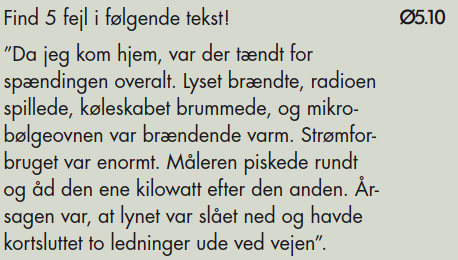 Find 5 fejl i følgende tekst! Ø5.10
”Da jeg kom hjem, var der tændt for
spændingen overalt. Lyset brændte, radioen
spillede, køleskabet brummede, og mikro-
bølgeovnen var brændende varm. Strømfor-
bruget var enormt. Måleren piskede rundt
og åd den ene kilowatt efter den anden. År-
sagen var, at lynet var slået ned og havde
kortsluttet to ledninger ude ved vejen”.